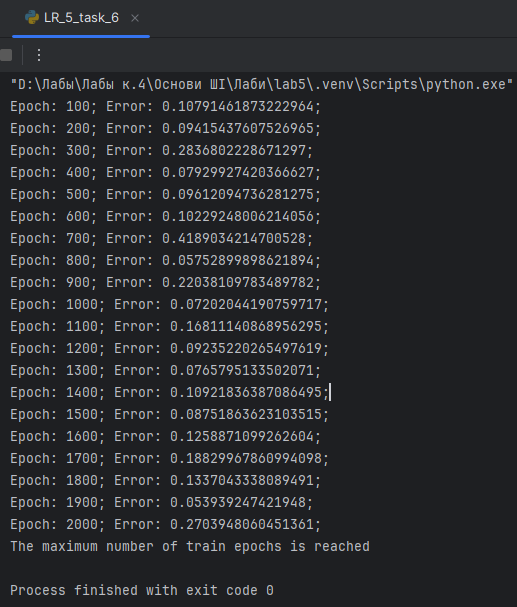 LR_5_task_6
"D:\Лабы\Лабы к.4\Основи ШІ\Лаби\lab5\.venv\Scripts\python.exe"
Epoch: 100; Error: 0.10791461873222964;
Epoch: 200; Error: 0.09415437607526965;
Epoch: 300; Error: 0.2836802228671297;
Epoch: 400; Error: 0.07929927420366627;
Epoch: 500; Error: 0.09612094736281275;
Epoch: 600; Error: 0.10229248006214056;
Epoch: 700; Error: 0.4189034214700528;
Epoch: 800; Error: 0.05752899898621894;
Epoch: 900; Error: 0.22038109783489782;
Epoch: 1000; Error: 0.07202044190759717;
Epoch: 1100; Error: 0.16811140868956295;
Epoch: 1200; Error: 0.09235220265497619;
Epoch: 1300; Error: 0.0765795133502071;
Epoch: 1400; Error: 0.10921836387086495;
Epoch: 1500; Error: 0.08751863623103515;
Epoch: 1600; Error: 0.1258871099262604;
Epoch: 1700; Error: 0.18829967860994098;
Epoch: 1800; Error: 0.1337043338089491;
Epoch: 1900; Error: 0.053939247421948;
Epoch: 2000; Error: 0.2703948060451361;
The maximum number of train epochs is reached
Process finished with exit code 0